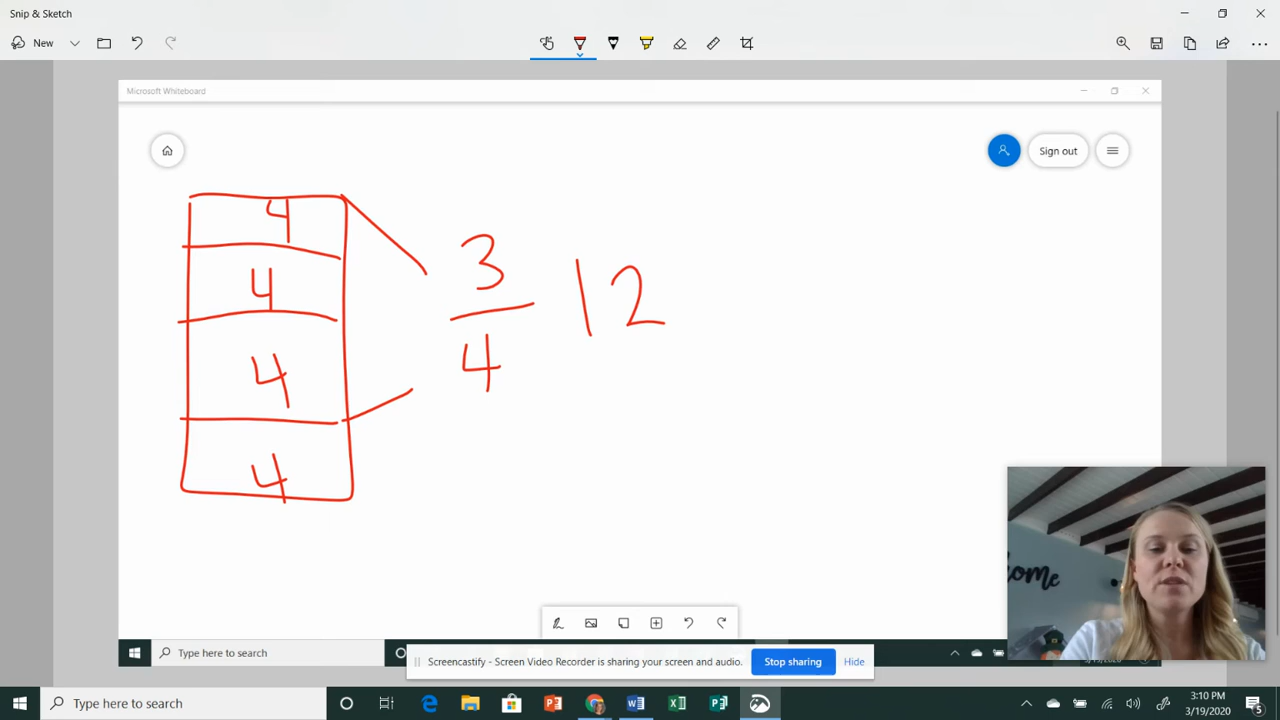 Snip & Sketch
New
Microsoft Whiteboard
Sign out
4
4
4
4
3
4
12
home
Type here to search
Screencastify - Screen Video Recorder is sharing your screen and audio.
Stop sharing
Hide
Type here to search
3:10 PM
3/19/2020
5